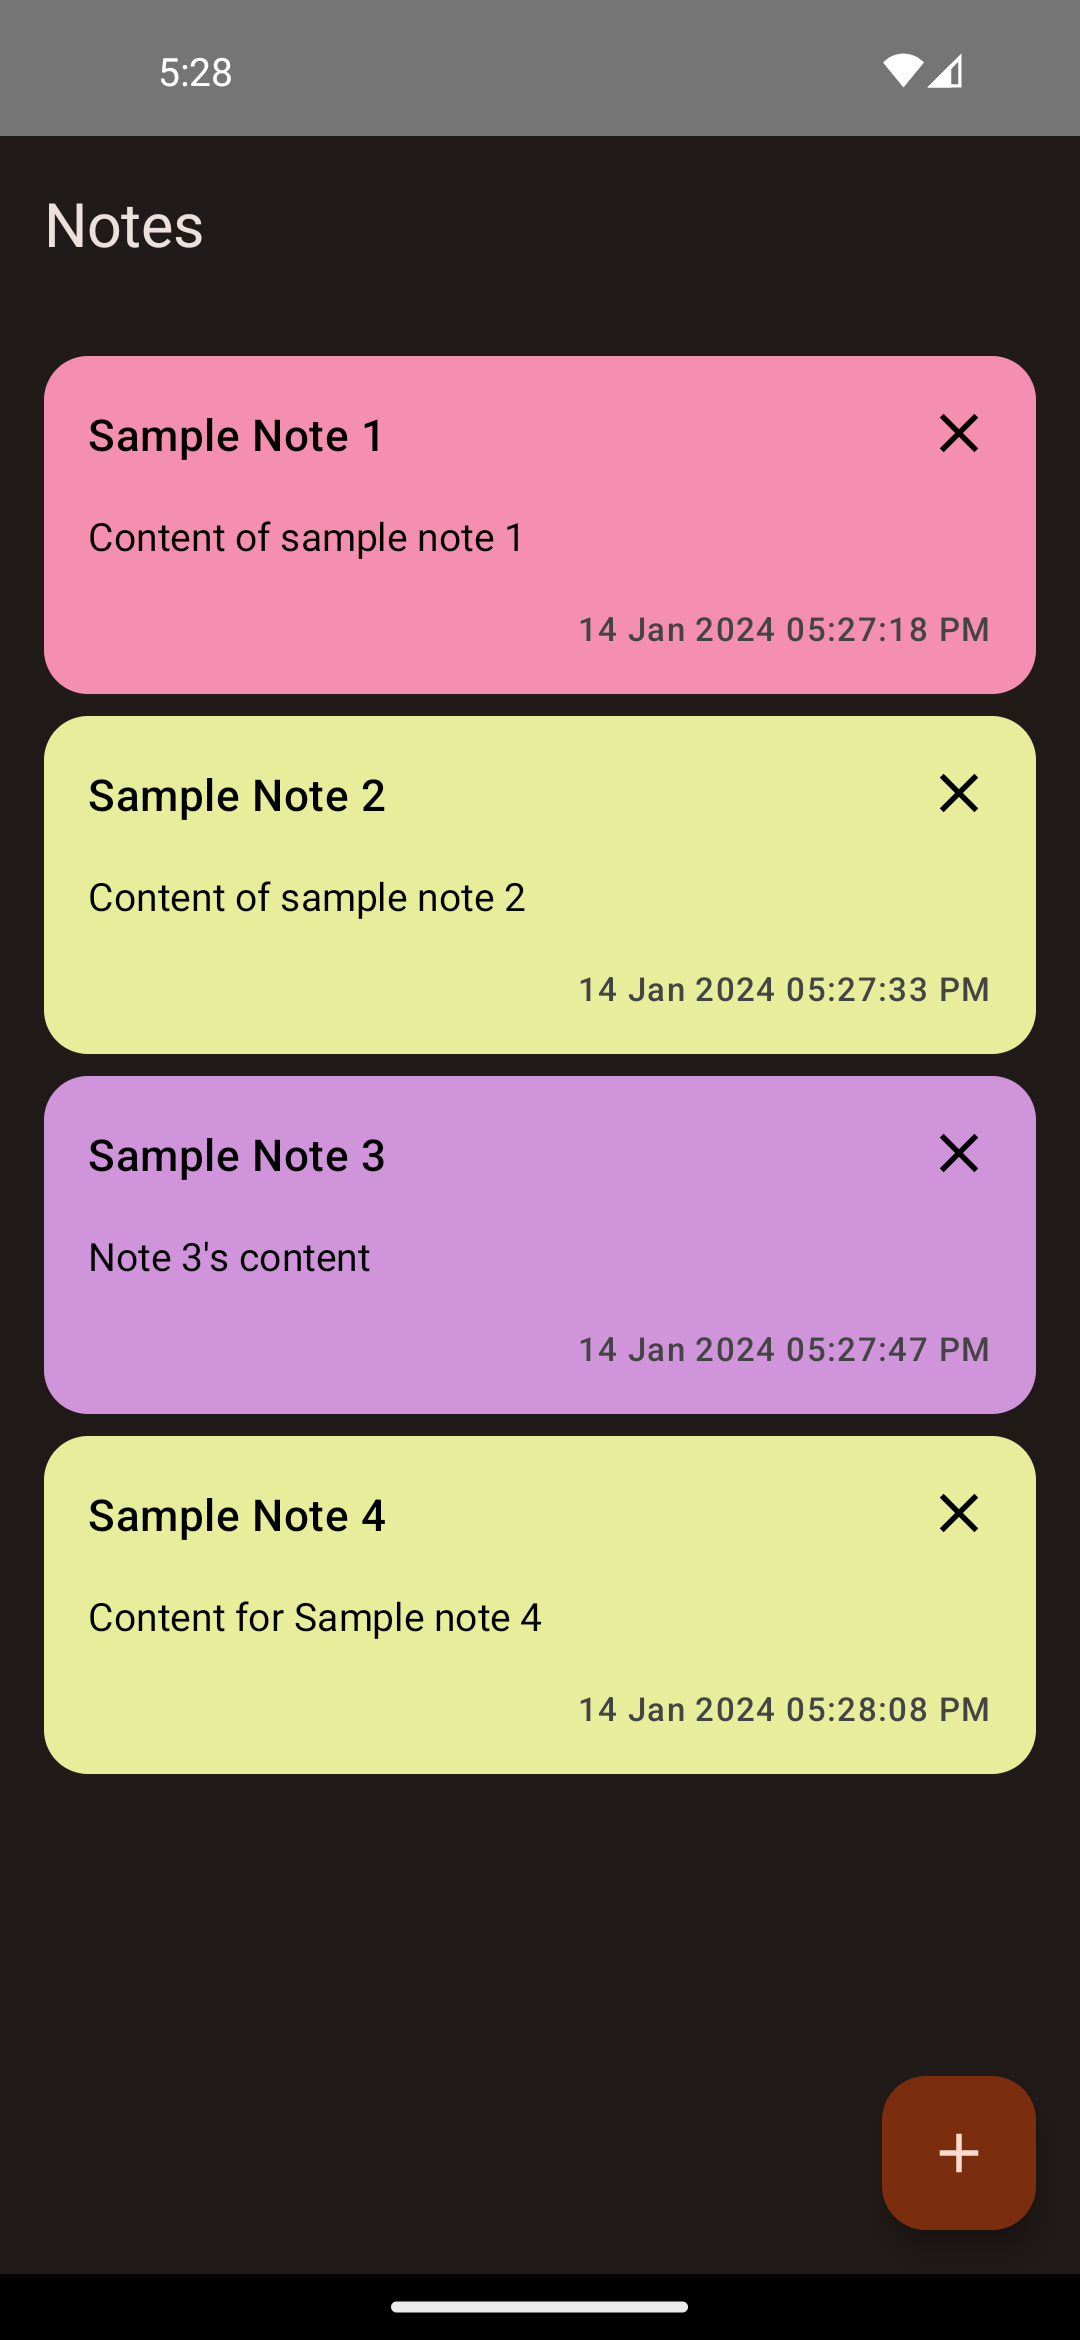 5:28
Notes
Sample Note 1
Content of sample note 1
14 Jan 2024 05:27:18 PM
Sample Note 2
Content of sample note 2
14 Jan 2024 05:27:33 PM
Sample Note 3
Note 3's content
14 Jan 2024 05:27:47 PM
Sample Note 4
Content for Sample note 4
14 Jan 2024 05:28:08 PM